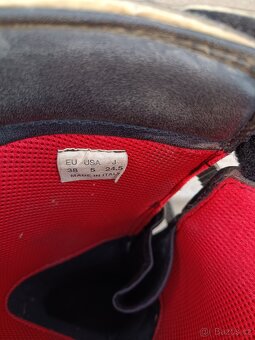 EU USA J
38 5 24.5
MADE IN ITALY
Bazos.cz